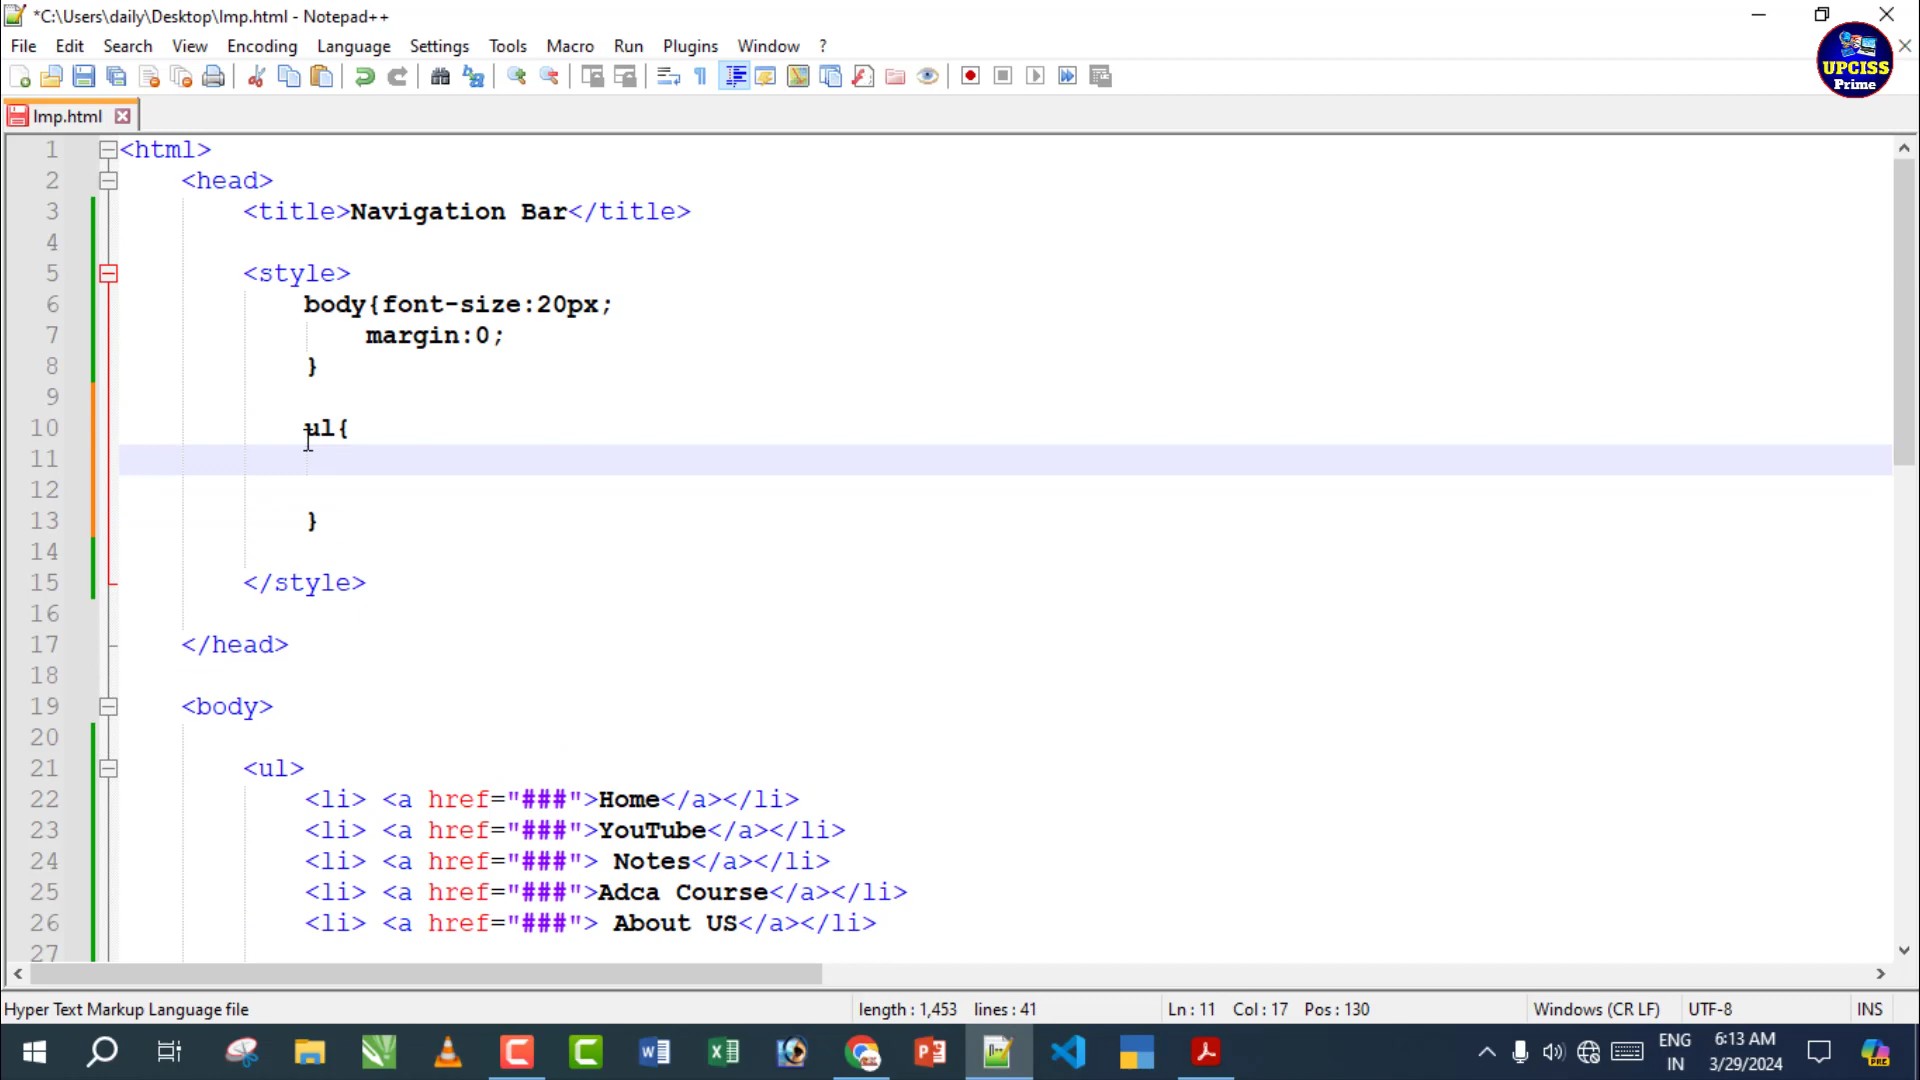 *C:\Users\daily\Desktop\Imp.html - Notepad++
File Edit Search View Encoding Language Settings Tools Macro Run Plugins Window ?
UPCISS
Prime
Imp.html
1 <html>
2 <head>
3 <title>Navigation Bar</title>
4
5 <style>
6 body{font-size:20px;
7 margin:0;
8 }
9
10 ul{
11
12
13 }
14
15 </style>
16
17 </head>
18
19 <body>
20
21 <ul>
22 <li> <a href="###">Home</a></li>
23 <li> <a href="###">YouTube</a></li>
24 <li> <a href="###"> Notes</a></li>
25 <li> <a href="###">Adca Course</a></li>
26 <li> <a href="###"> About US</a></li>
27
Hyper Text Markup Language file length : 1,453 lines : 41 Ln : 11 Col : 17 Pos : 130 Windows (CR LF) UTF-8 INS
ENG 6:13 AM
IN 3/29/2024